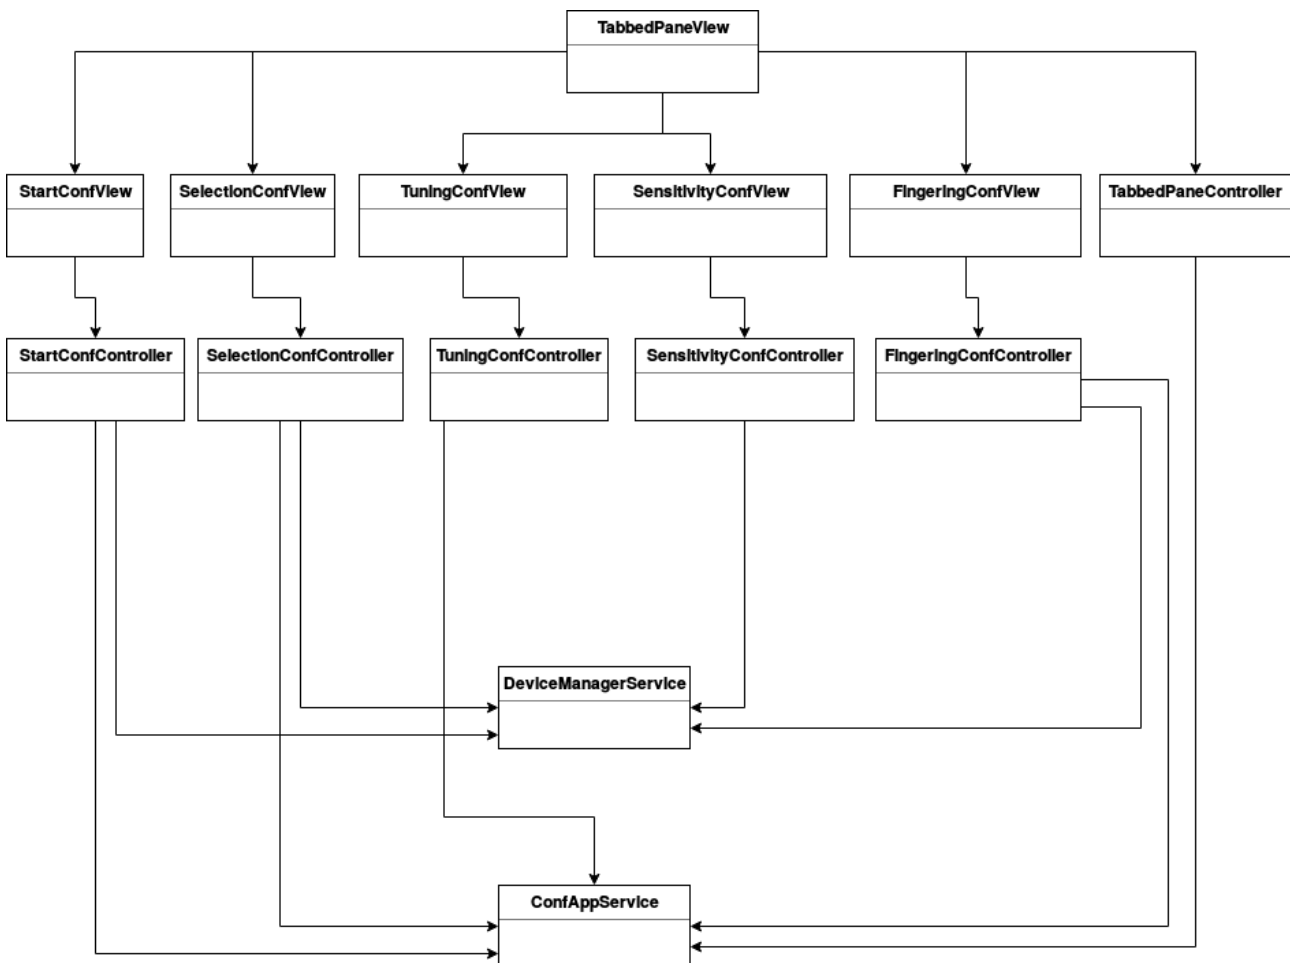 TabbedPaneView
StartConfView
SelectionConfView
TuningConfView
SensitivityConfView
FingeringConfView
TabbedPaneController
StartConfController
SelectionConfController
TuningConfController
SensitivityConfController
FingeringConfController
DeviceManagerService
ConfAppService